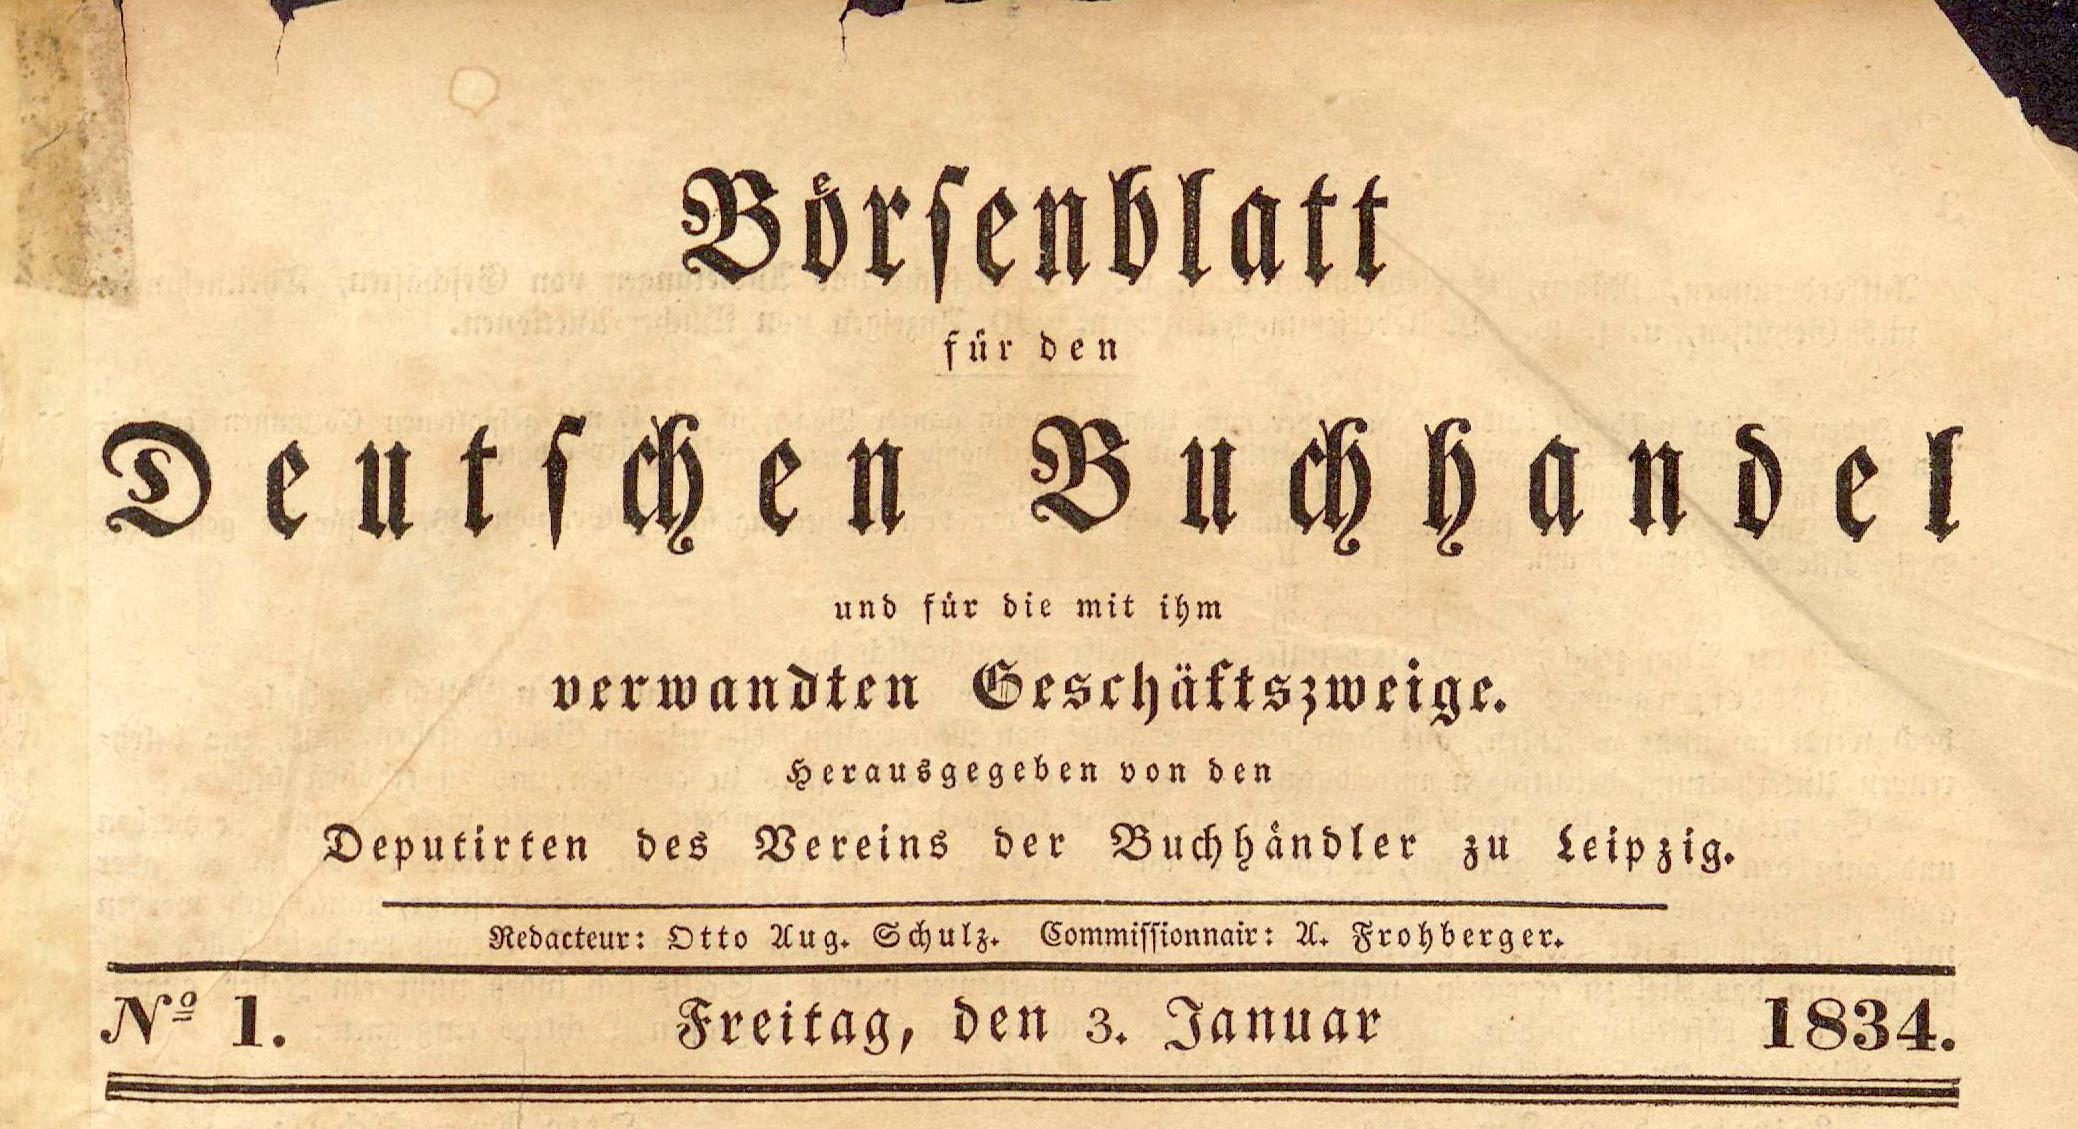 Börsenblatt
für den
Deutschen Buchhandel
und für die mit ihm
verwandten Geschäftszweige.
Herausgegeben von den
Deputirten des Vereins der Buchhändler zu Leipzig.
Redacteur: Otto Aug. Schulz. Commissionnair: A. Frohberger.
Nº 1. Freitag, den 3. Januar 1834.